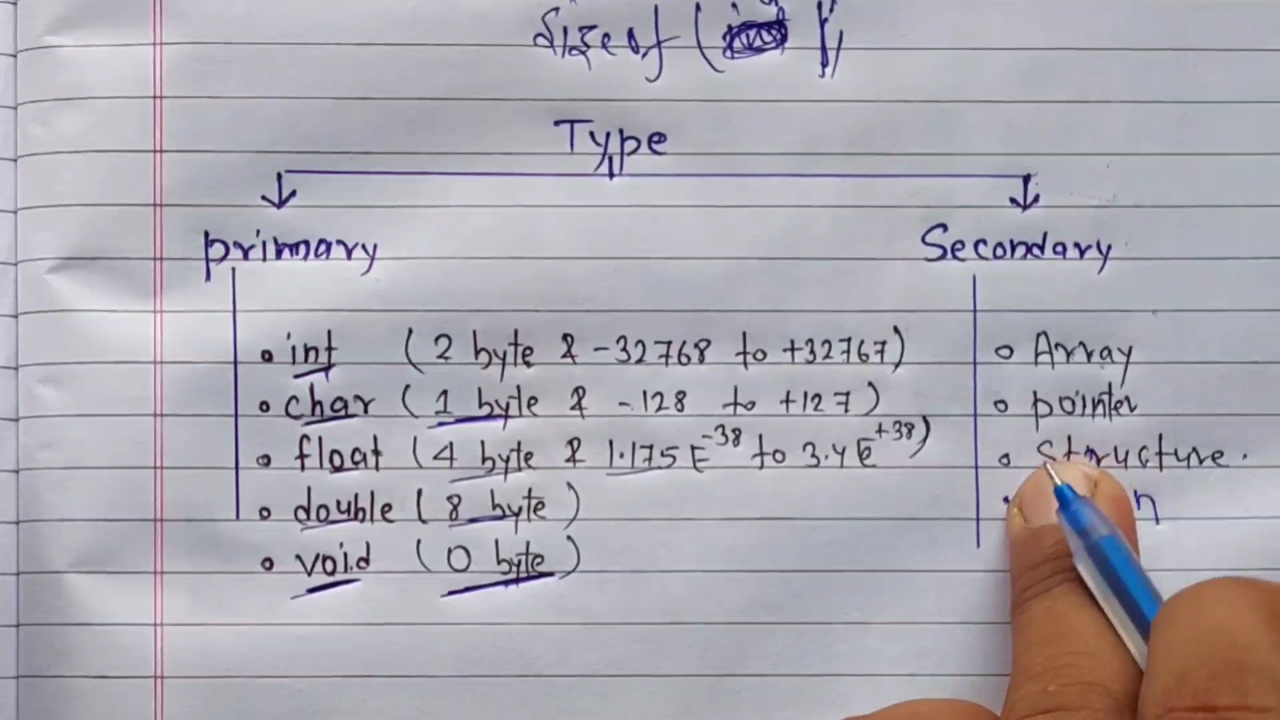 sizeof (int);
Type
primary Secondary
int (2 byte & -32768 to +32767)
char (1 byte & -128 to +127)
float (4 byte & 1.175E-38 to 3.4E+38)
double (8 byte)
void (0 byte)
Array
pointer
Structure.